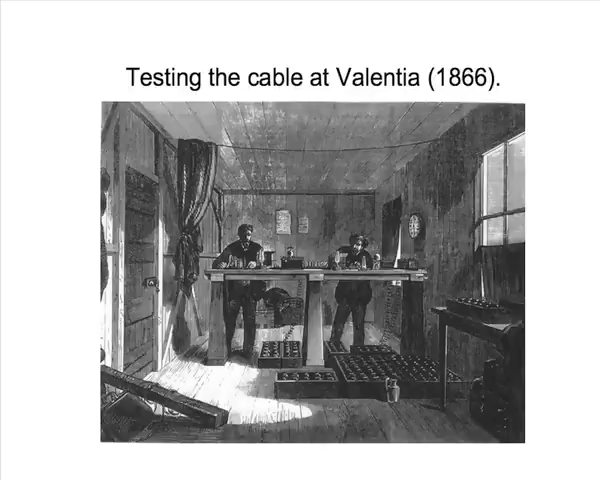 Testing the cable at Valentia (1866).